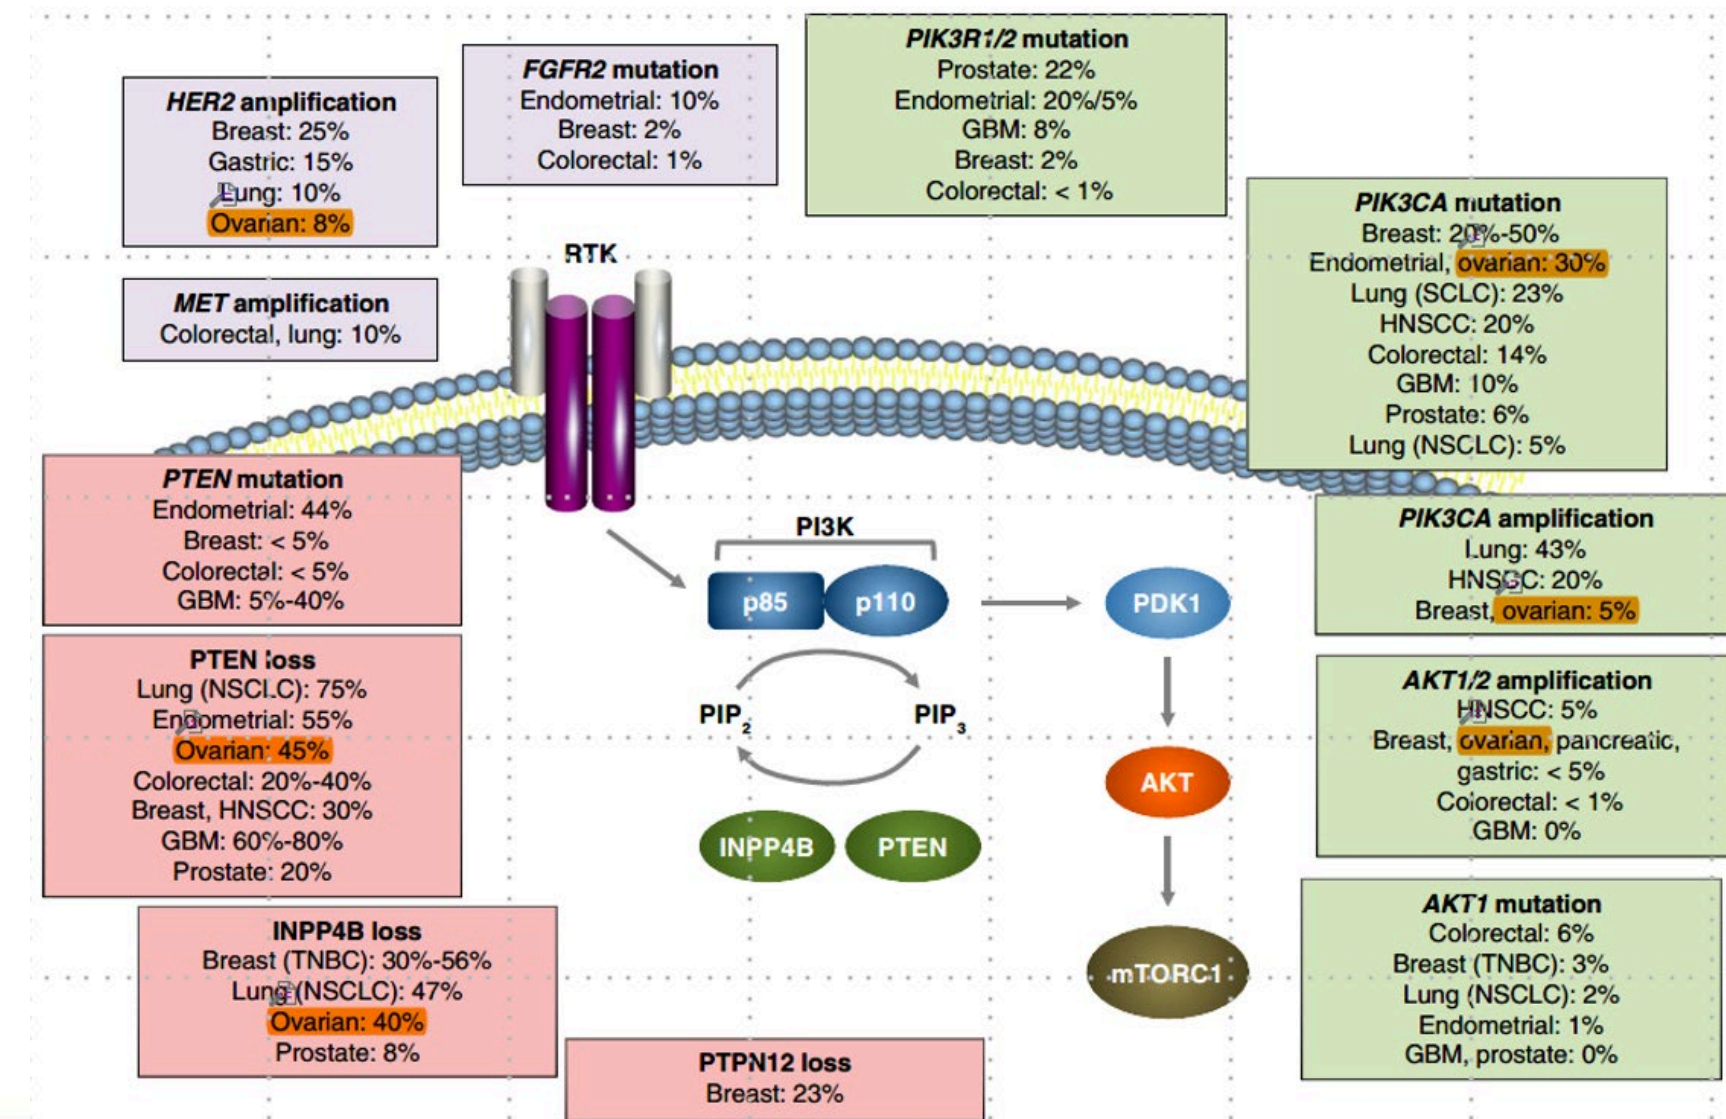 HER2 amplification
Breast: 25%
Gastric: 15%
Lung: 10%
Ovarian: 8%
FGFR2 mutation
Endometrial: 10%
Breast: 2%
Colorectal: 1%
PIK3R1/2 mutation
Prostate: 22%
Endometrial: 20%/5%
GBM: 8%
Breast: 2%
Colorectal: < 1%
PIK3CA mutation
Breast: 20%-50%
Endometrial, ovarian: 30%
Lung (SCLC): 23%
HNSCC: 20%
Colorectal: 14%
GBM: 10%
Prostate: 6%
Lung (NSCLC): 5%
MET amplification
Colorectal, lung: 10%
RTK
PTEN mutation
Endometrial: 44%
Breast: < 5%
Colorectal: < 5%
GBM: 5%-40%
PI3K
p85
p110
PDK1
PIK3CA amplification
Lung: 43%
HNSCC: 20%
Breast, ovarian: 5%
PTEN loss
Lung (NSCLC): 75%
Endometrial: 55%
Ovarian: 45%
Colorectal: 20%-40%
Breast, HNSCC: 30%
GBM: 60%-80%
Prostate: 20%
PIP2
PIP3
AKT
INPP4B
PTEN
AKT1/2 amplification
HNSCC: 5%
Breast, ovarian, pancreatic,
gastric: < 5%
Colorectal: < 1%
GBM: 0%
INPP4B loss
Breast (TNBC): 30%-56%
Lung (NSCLC): 47%
Ovarian: 40%
Prostate: 8%
mTORC1
AKT1 mutation
Colorectal: 6%
Breast (TNBC): 3%
Lung (NSCLC): 2%
Endometrial: 1%
GBM, prostate: 0%
PTPN12 loss
Breast: 23%